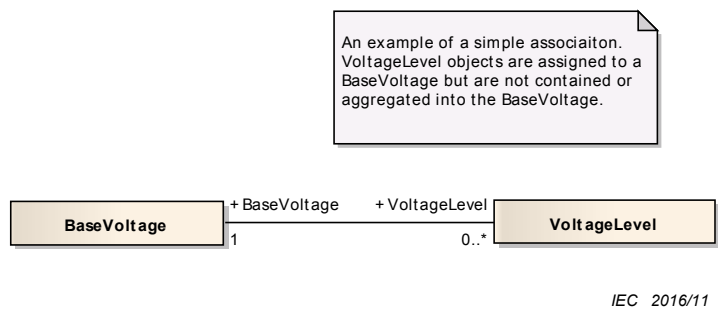 An example of a simple associaiton.
VoltageLevel objects are assigned to a
BaseVoltage but are not contained or
aggregated into the BaseVoltage.
+BaseVoltage +VoltageLevel
BaseVoltage VoltageLevel
1 0..*
IEC 2016/11